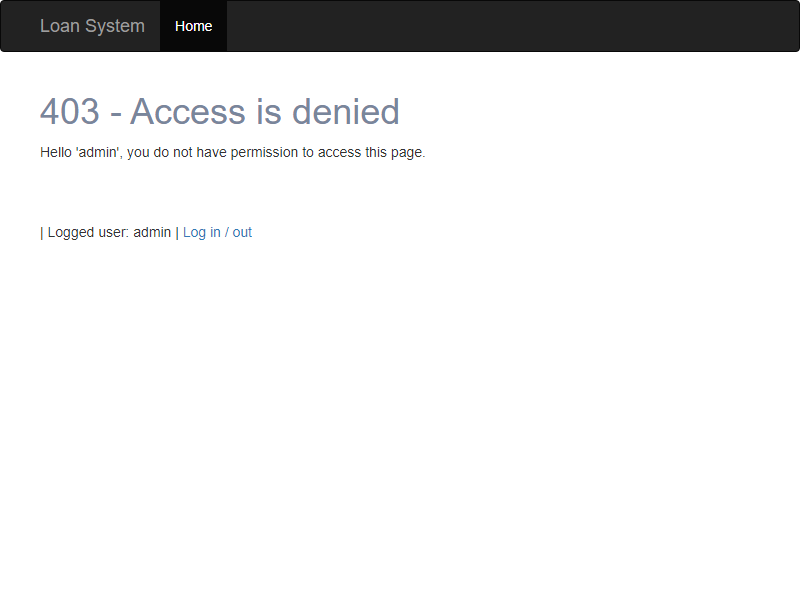 Loan System Home
403 - Access is denied
Hello 'admin', you do not have permission to access this page.
| Logged user: admin | Log in / out